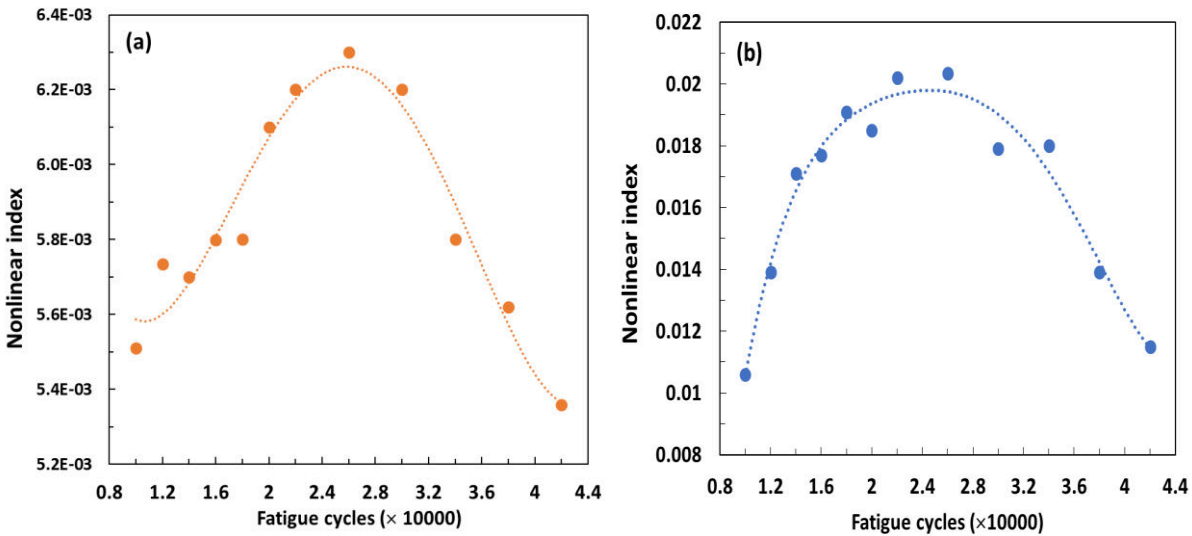 (a)
Nonlinear index
6.4E-03
6.2E-03
6.0E-03
5.8E-03
5.6E-03
5.4E-03
5.2E-03
0.8 1.2 1.6 2 2.4 2.8 3.2 3.6 4 4.4
Fatigue cycles (× 10000)
(b)
Nonlinear index
0.022
0.02
0.018
0.016
0.014
0.012
0.01
0.008
0.8 1.2 1.6 2 2.4 2.8 3.2 3.6 4 4.4
Fatigue cycles (×10000)